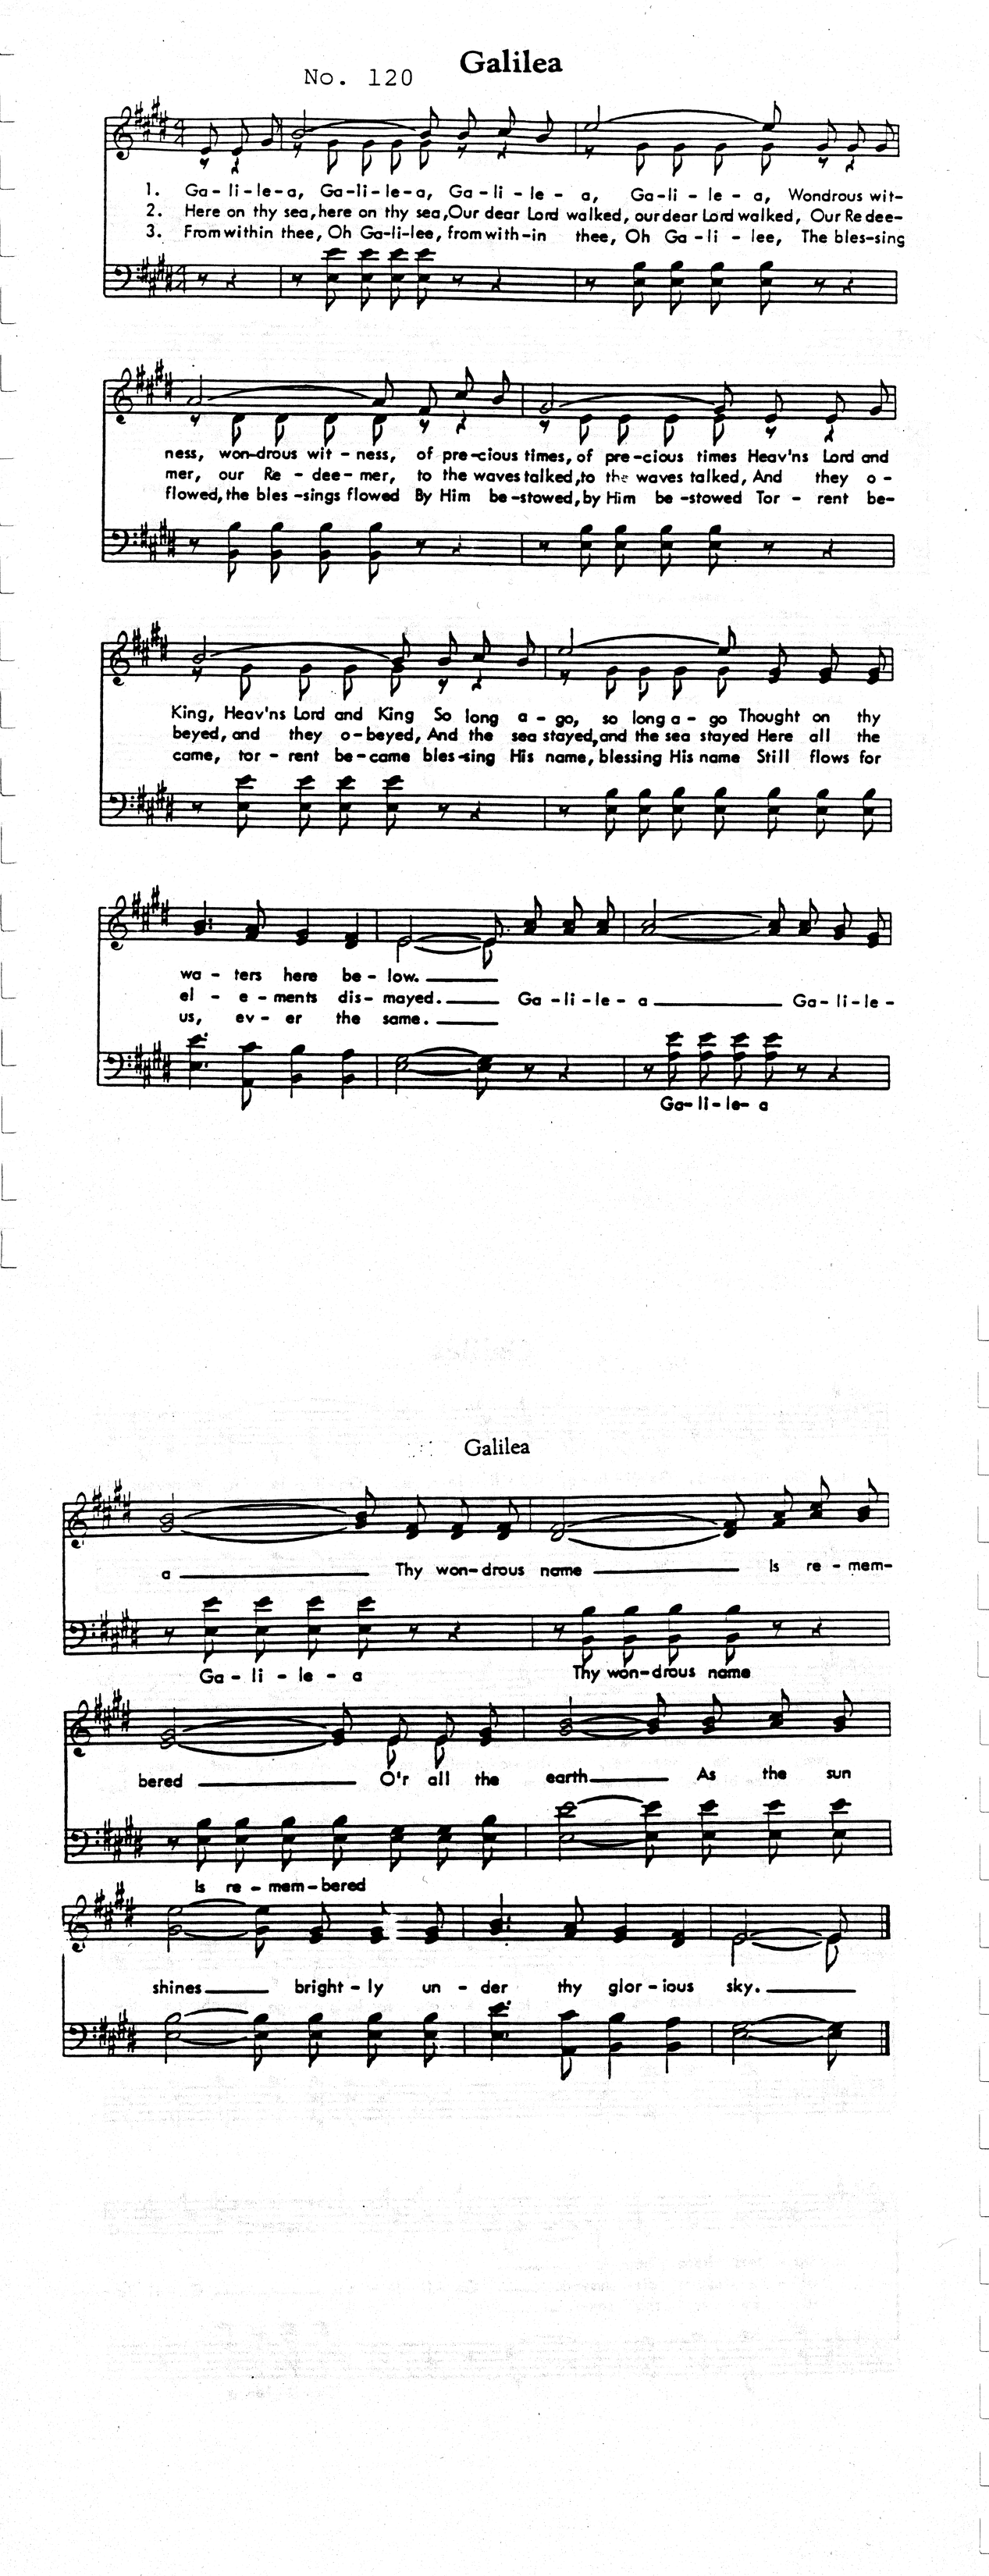 Galilea
No. 120
1. Ga-li-le-a, Ga-li-le-a, Ga-li-le-a, Ga-li-le-a, Wondrous wit-
2. Here on thy sea, here on thy sea, Our dear Lord walked, our dear Lord walked, Our Redee-
3. From within thee, Oh Ga-li-lee, from with-in thee, Oh Ga-li-lee, The bles-sing
ness, won-drous wit-ness, of pre-cious times, of pre-cious times Heav'ns Lord and
mer, our Re-dee-mer, to the waves talked, to the waves talked, And they o-
flowed, the bles-sings flowed By Him be-stowed, by Him be-stowed Tor-rent be-
King, Heav'ns Lord and King So long a-go, so long a-go Thought on thy
beyed, and they o-beyed, And the sea stayed, and the sea stayed Here all the
came, tor-rent be-came bles-sing His name, blessing His name Still flows for
wa-ters here be-low.
el-e-ments dis-mayed. Ga-li-le-a Ga-li-le-
us, ev-er the same.
Ga-li-le-a
Galilea
a Thy won-drous name Is re-mem-
Ga-li-le-a Thy won-drous name
bered O'r all the earth As the sun
Is re-mem-bered
shines bright-ly un-der thy glor-ious sky.